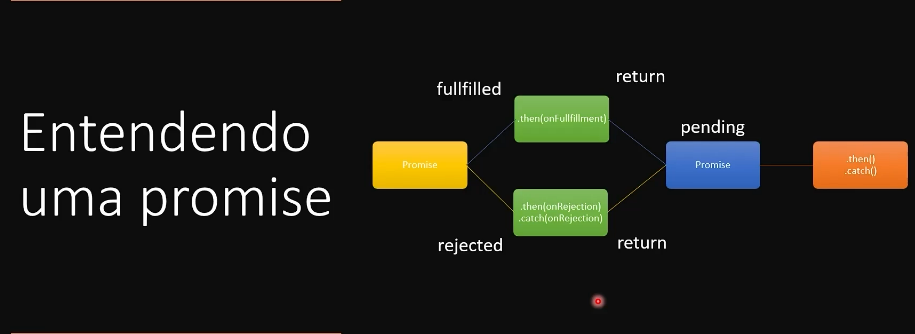 Entendendo
uma promise
Promise
fullfilled
.then(onFullfillment)
return
.then(onRejection)
.catch(onRejection)
rejected
return
pending
Promise
.then()
.catch()